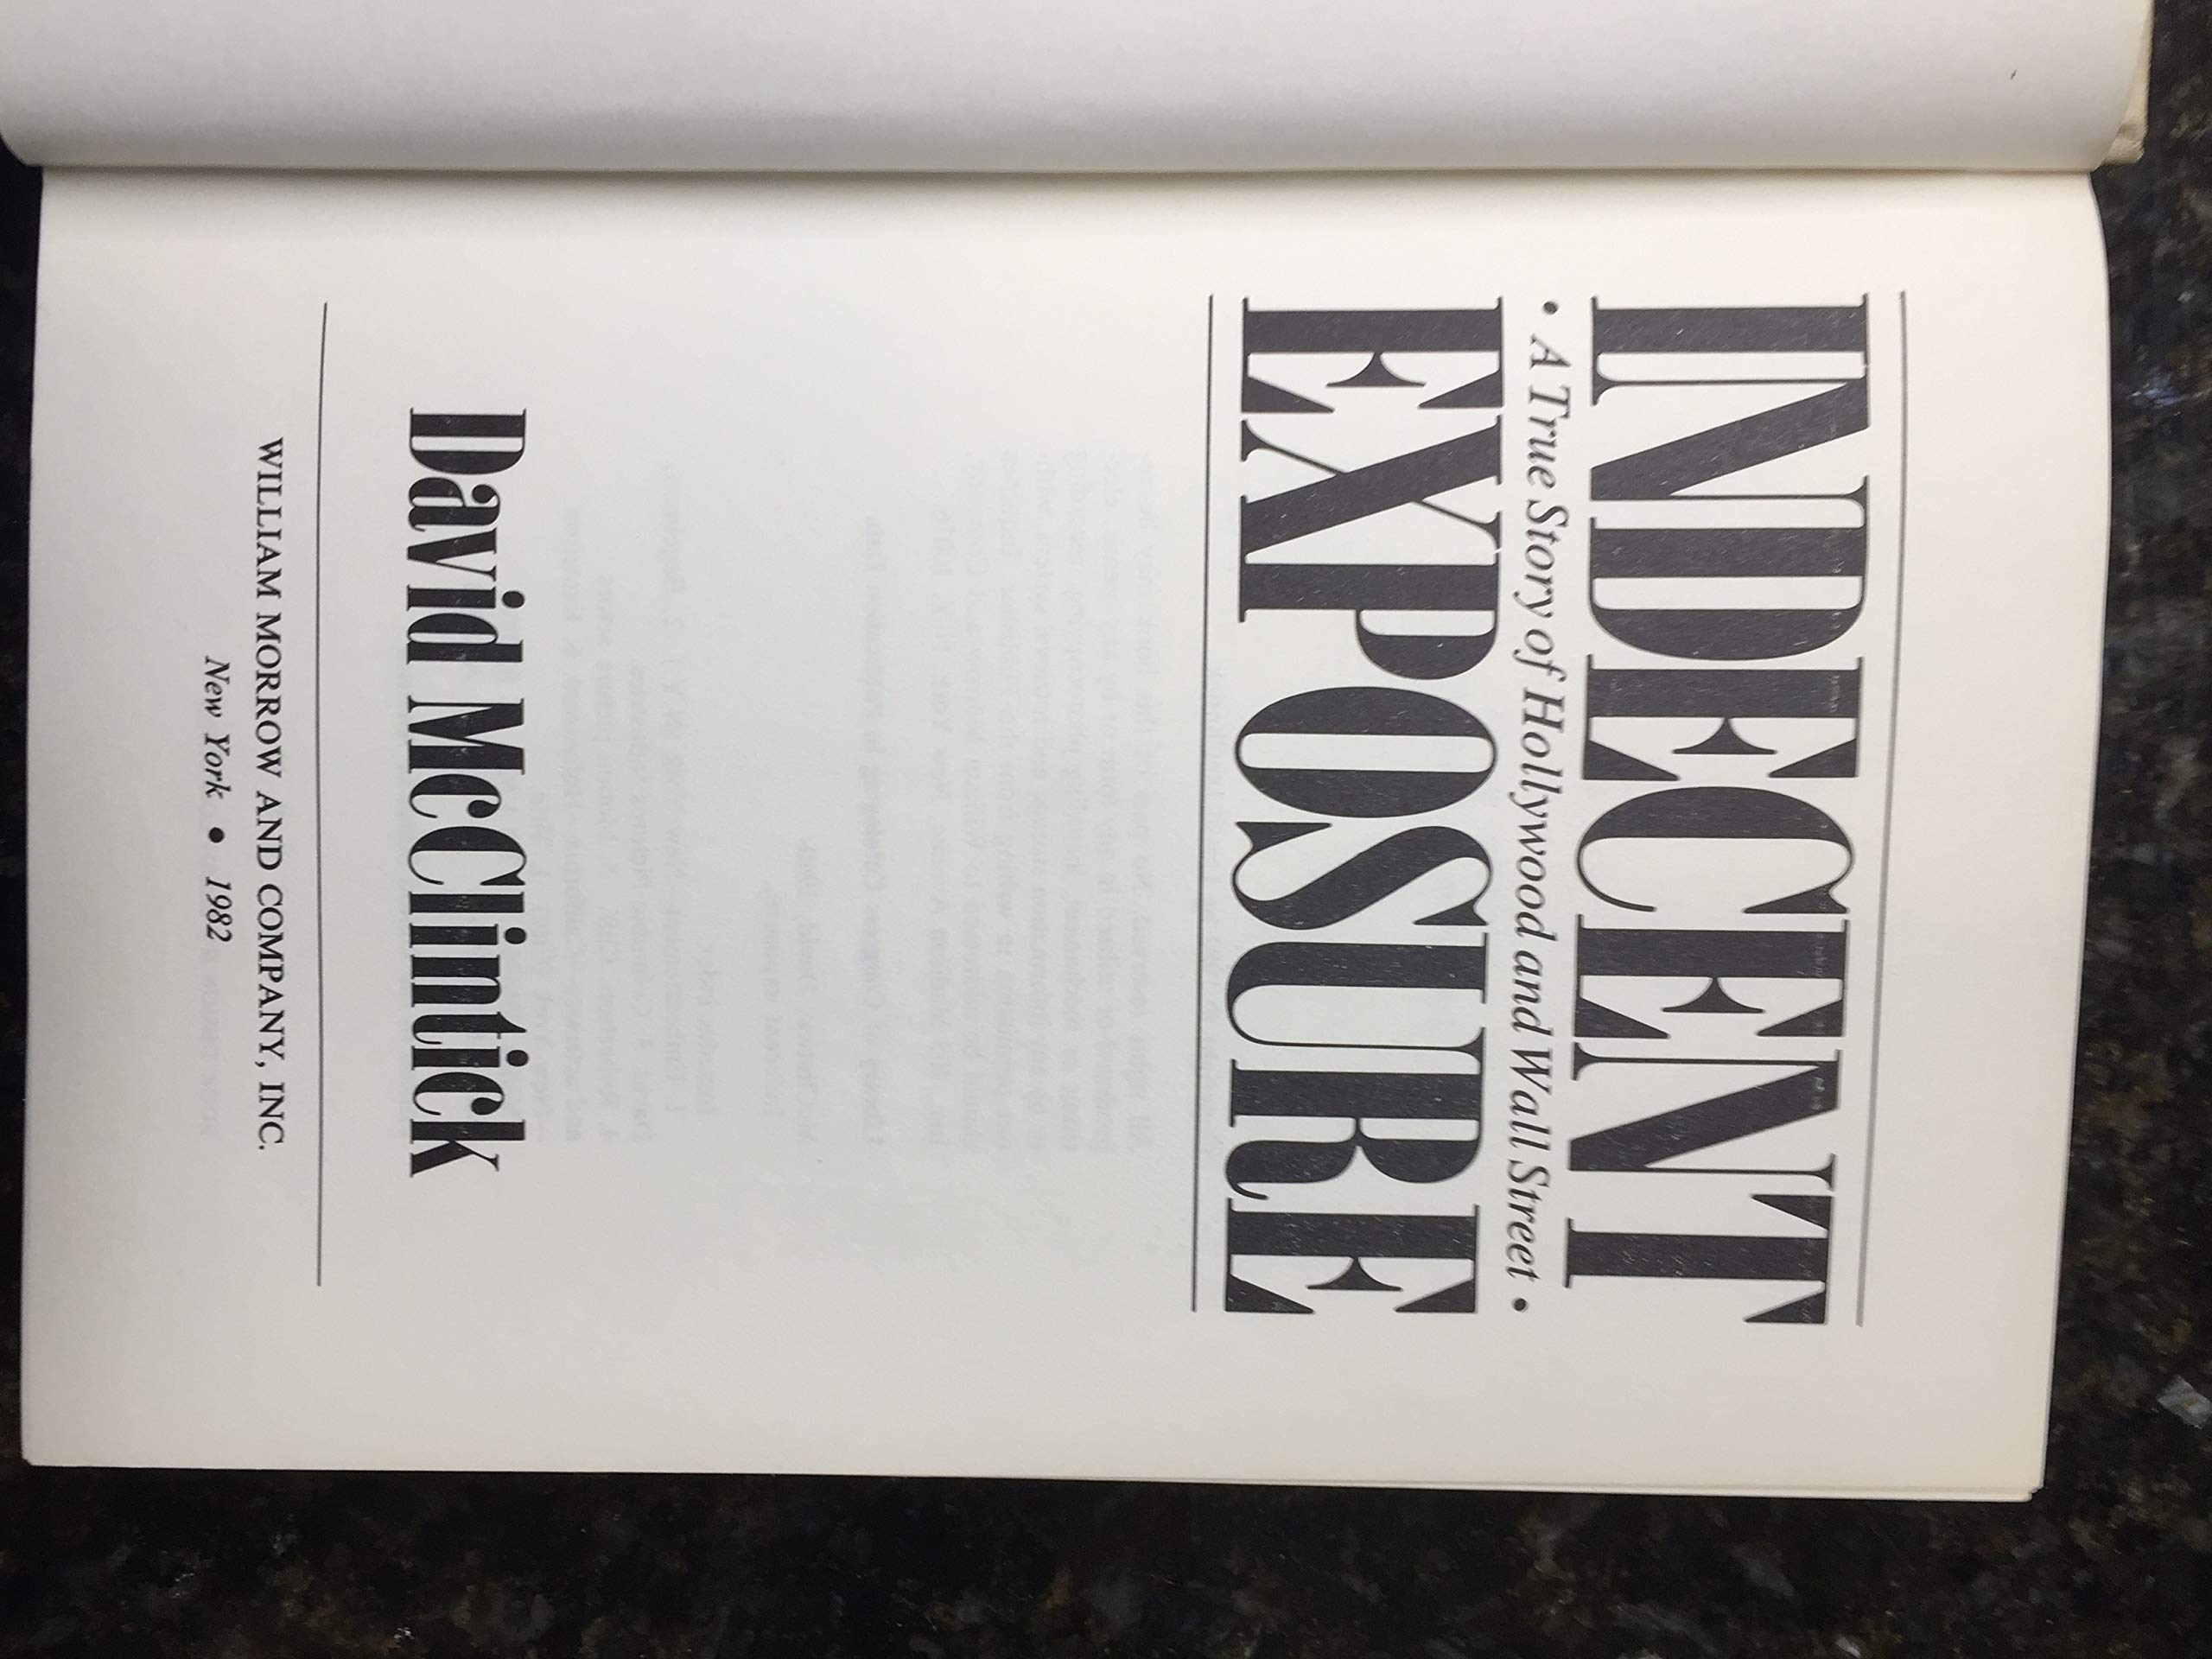 INDECENT
• A True Story of Hollywood and Wall Street •
EXPOSURE
David McClintick
WILLIAM MORROW AND COMPANY, INC.
New York • 1982